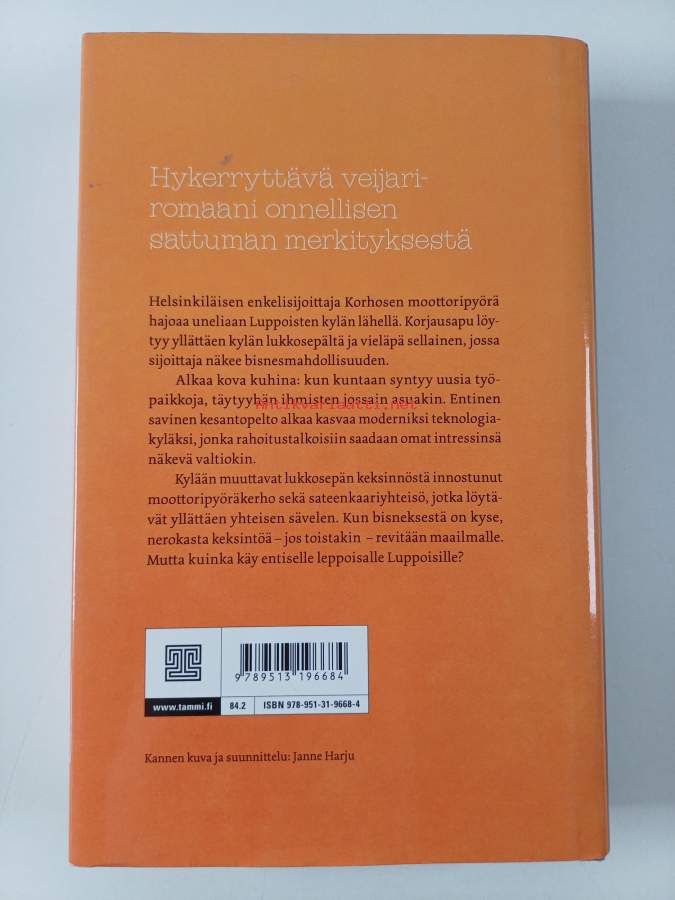 Hykerryttävä veijari-
romaani onnellisen
sattuman merkityksestä
Helsinkiläisen enkelisijoittaja Korhosen moottoripyörä
hajoaa uneliaan Luppoisten kylän lähellä. Korjausapu löy-
tyy yllättäen kylän lukkosepältä ja vieläpä sellainen, jossa
sijoittaja näkee bisnesmahdollisuuden.
Alkaa kova kuhina: kun kuntaan syntyy uusia työ-
paikkoja, täytyyhän ihmisten jossain asuakin. Entinen
Antikvariaatti.net
savinen kesantopelto alkaa kasvaa moderniksi teknologia-
kyläksi, jonka rahoitustalkoisiin saadaan omat intressinsä
näkevä valtiokin.
Kylään muuttavat lukkosepän keksinnöstä innostunut
moottoripyöräkerho sekä sateenkaariyhteisö, jotka löytä-
vät yllättäen yhteisen sävelen. Kun bisneksestä on kyse,
nerokasta keksintöä – jos toistakin – revitään maailmalle.
Mutta kuinka käy entiselle leppoisalle Luppoisille?
9 789513 196684
www.tammi.fi
84.2
ISBN 978-951-31-9668-4
Kannen kuva ja suunnittelu: Janne Harju